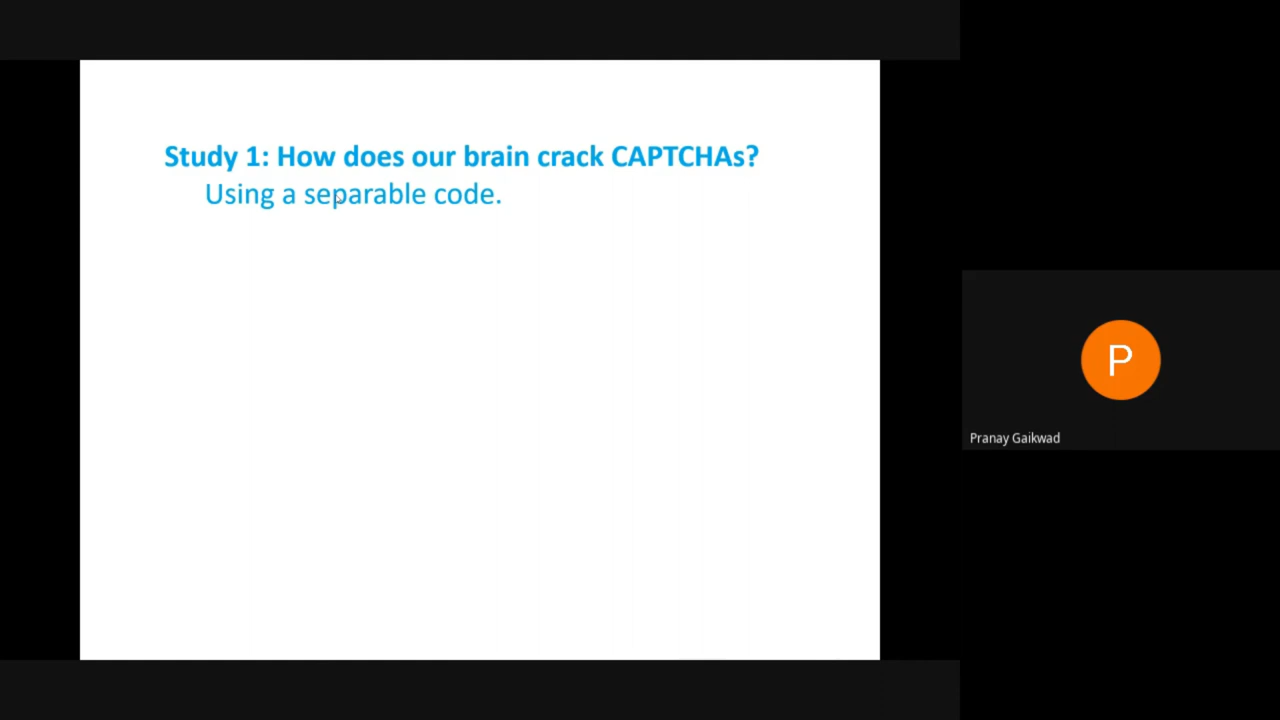 Study 1: How does our brain crack CAPTCHAs?
Using a separable code.
P
Pranay Gaikwad